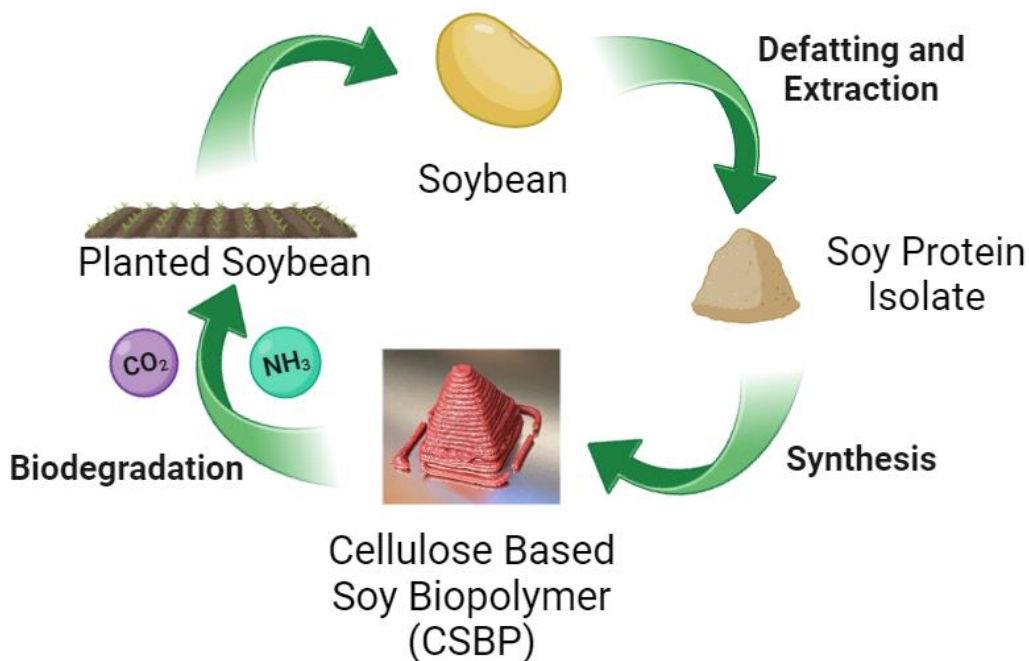 Soybean
Defatting and
Extraction
Soy Protein
Isolate
Synthesis
Cellulose Based
Soy Biopolymer
(CSBP)
Biodegradation
CO₂
NH₃
Planted Soybean